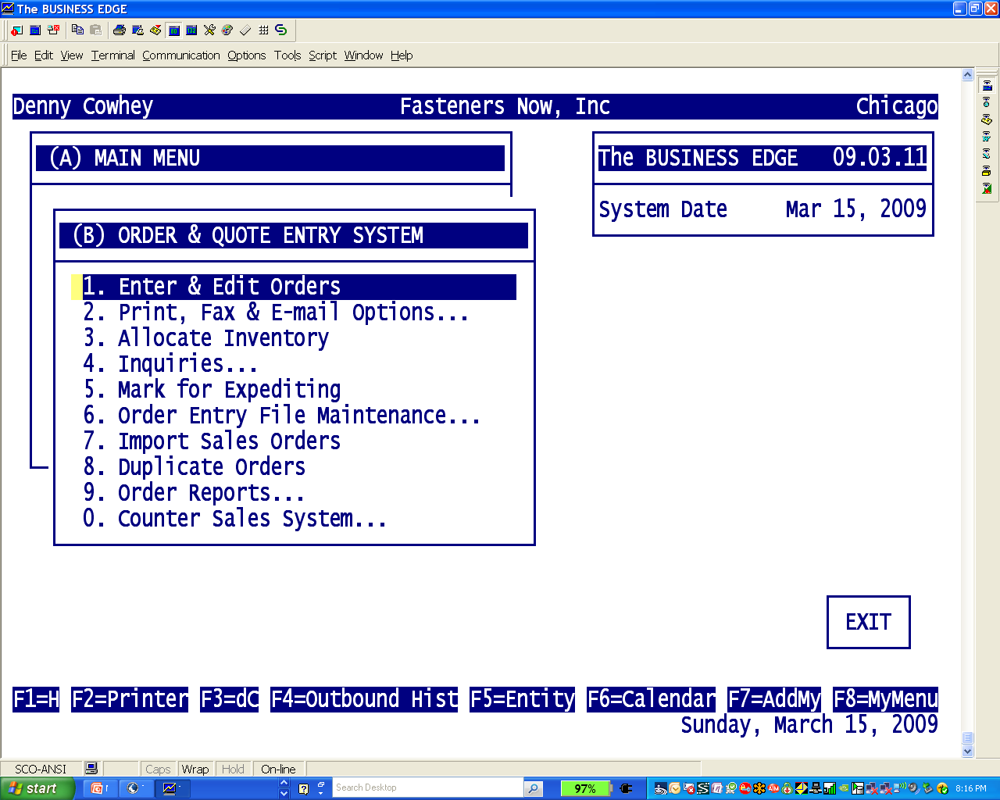 The BUSINESS EDGE
File Edit View Terminal Communication Options Tools Script Window Help
Denny Cowhey Fasteners Now, Inc Chicago
(A) MAIN MENU
The BUSINESS EDGE 09.03.11
System Date Mar 15, 2009
(B) ORDER & QUOTE ENTRY SYSTEM
1. Enter & Edit Orders
2. Print, Fax & E-mail Options...
3. Allocate Inventory
4. Inquiries...
5. Mark for Expediting
6. Order Entry File Maintenance...
7. Import Sales Orders
8. Duplicate Orders
9. Order Reports...
0. Counter Sales System...
EXIT
F1=H F2=Printer F3=dC F4=Outbound Hist F5=Entity F6=Calendar F7=AddMy F8=MyMenu
Sunday, March 15, 2009
SCO-ANSI Caps Wrap Hold On-line
start Search Desktop 97% 8:16 PM